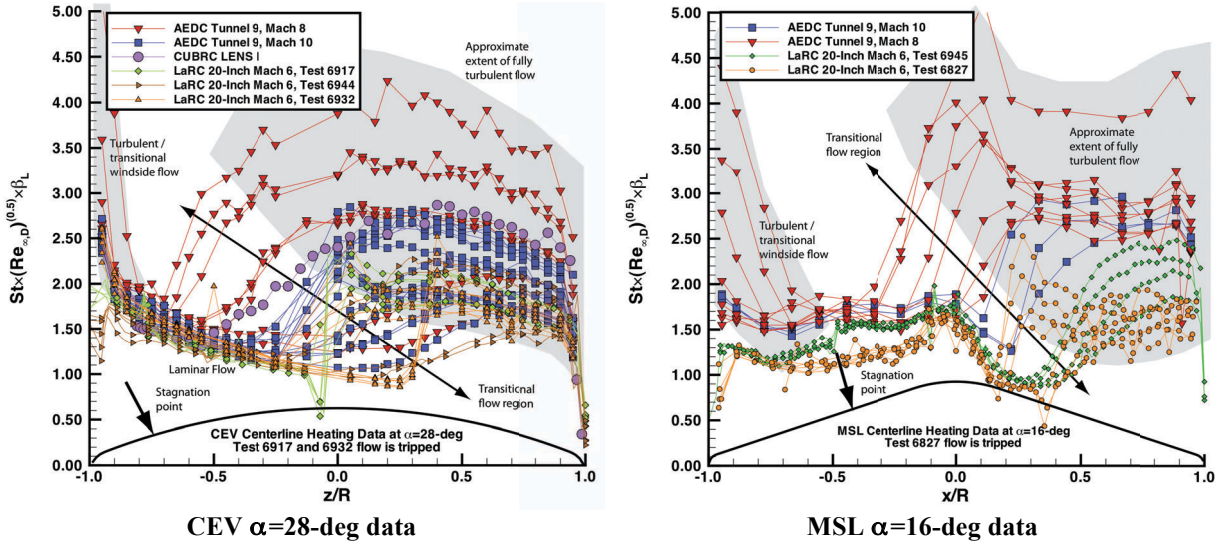 5.00
4.50
4.00
3.50
3.00
2.50
2.00
1.50
1.00
0.50
0.00
St×(Re∞,D)^(0.5)×βL
AEDC Tunnel 9, Mach 8
AEDC Tunnel 9, Mach 10
CUBRC LENS I
LaRC 20-Inch Mach 6, Test 6917
LaRC 20-Inch Mach 6, Test 6944
LaRC 20-Inch Mach 6, Test 6932
Approximate
extent of fully
turbulent flow
Turbulent /
transitional
windside flow
Laminar Flow
Stagnation
point
Transitional
flow region
CEV Centerline Heating Data at α=28-deg
Test 6917 and 6932 flow is tripped
-1.0
-0.5
0.0
0.5
1.0
z/R
CEV α=28-deg data
5.00
4.50
4.00
3.50
3.00
2.50
2.00
1.50
1.00
0.50
0.00
St×(Re∞,D)^(0.5)×βL
AEDC Tunnel 9, Mach 10
AEDC Tunnel 9, Mach 8
LaRC 20-Inch Mach 6, Test 6945
LaRC 20-Inch Mach 6, Test 6827
Transitional
flow region
Approximate
extent of fully
turbulent flow
Turbulent /
transitional
windside flow
Stagnation
point
MSL Centerline Heating Data at α=16-deg
Test 6827 flow is tripped
-1.0
-0.5
0.0
0.5
1.0
x/R
MSL α=16-deg data